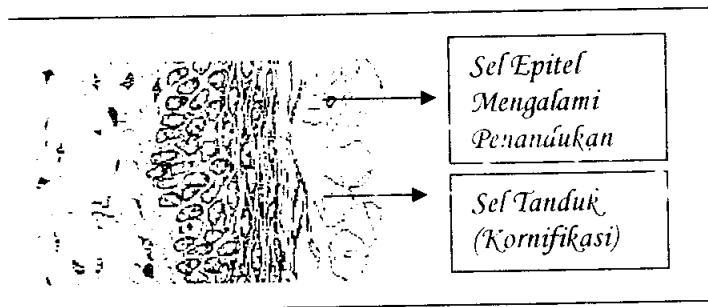 Sel Epitel
Mengalami
Penandukan
Sel Tanduk
(Kornifikasi)